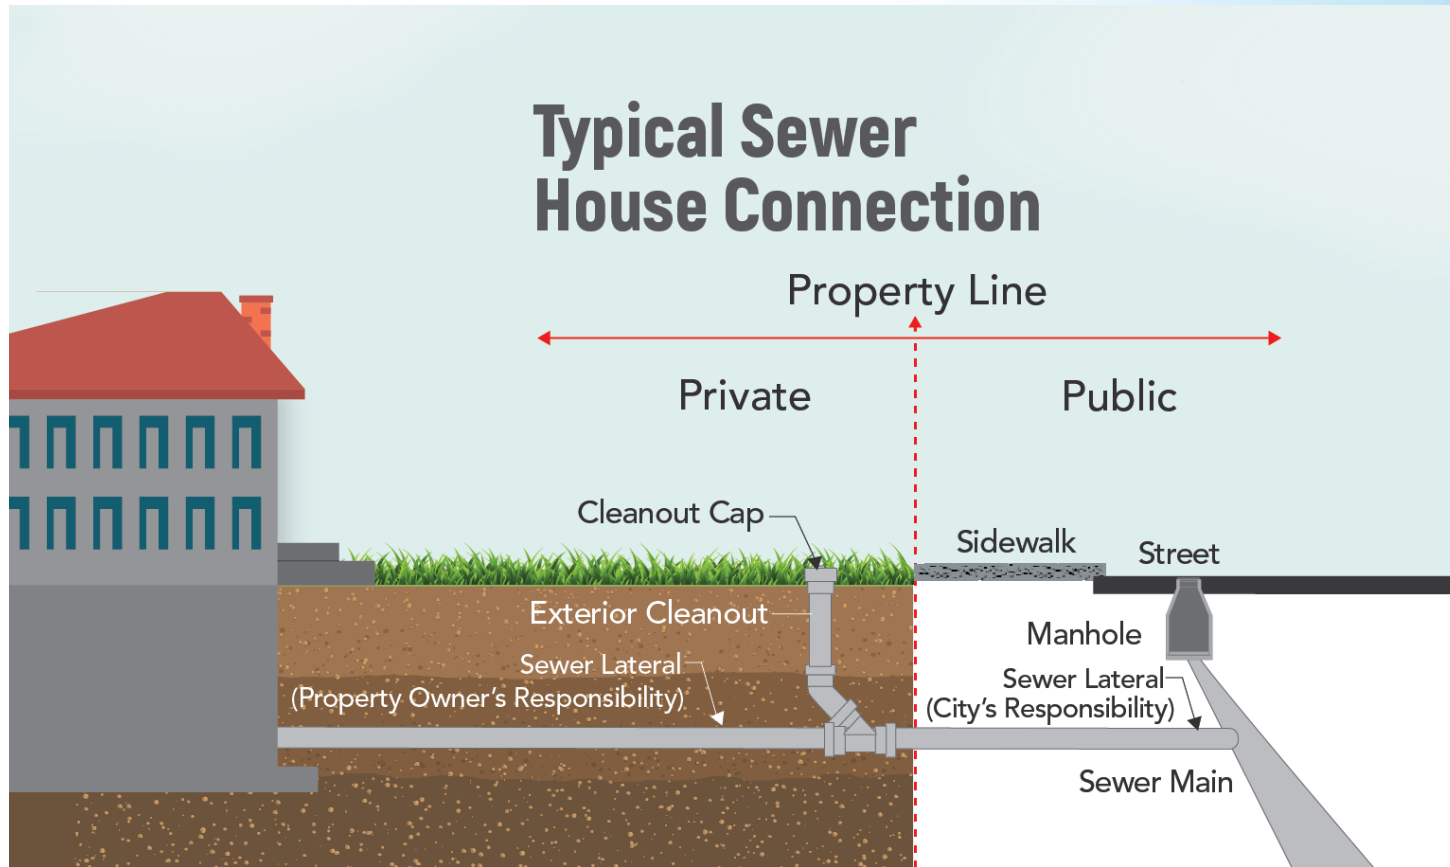 Typical Sewer
House Connection
Property Line
Private
Public
Cleanout Cap
Sidewalk
Street
Exterior Cleanout
Manhole
Sewer Lateral
(Property Owner’s Responsibility)
Sewer Lateral
(City’s Responsibility)
Sewer Main